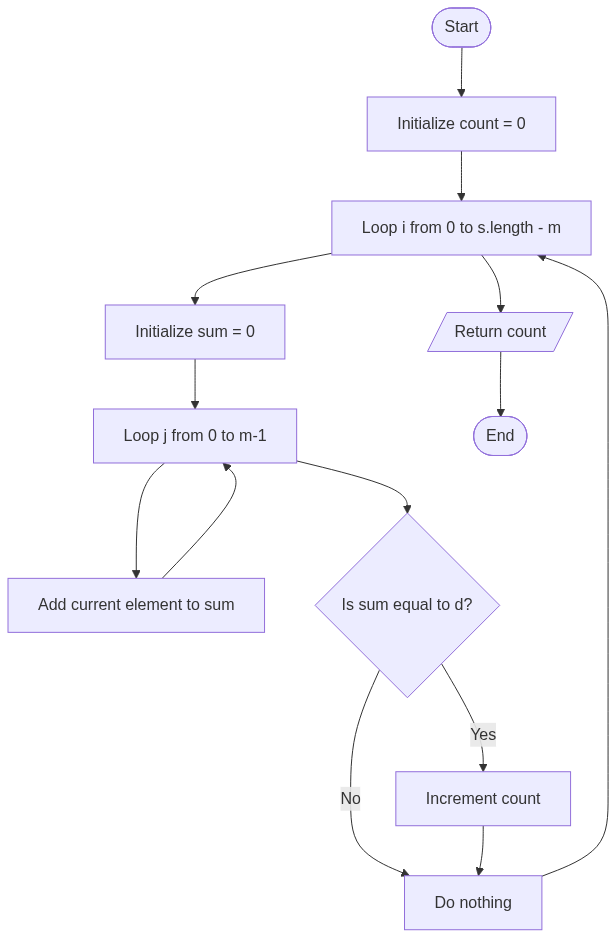 Start
Initialize count = 0
Loop i from 0 to s.length - m
Initialize sum = 0
Return count
Loop j from 0 to m-1
End
Add current element to sum
Is sum equal to d?
Yes
No
Increment count
Do nothing